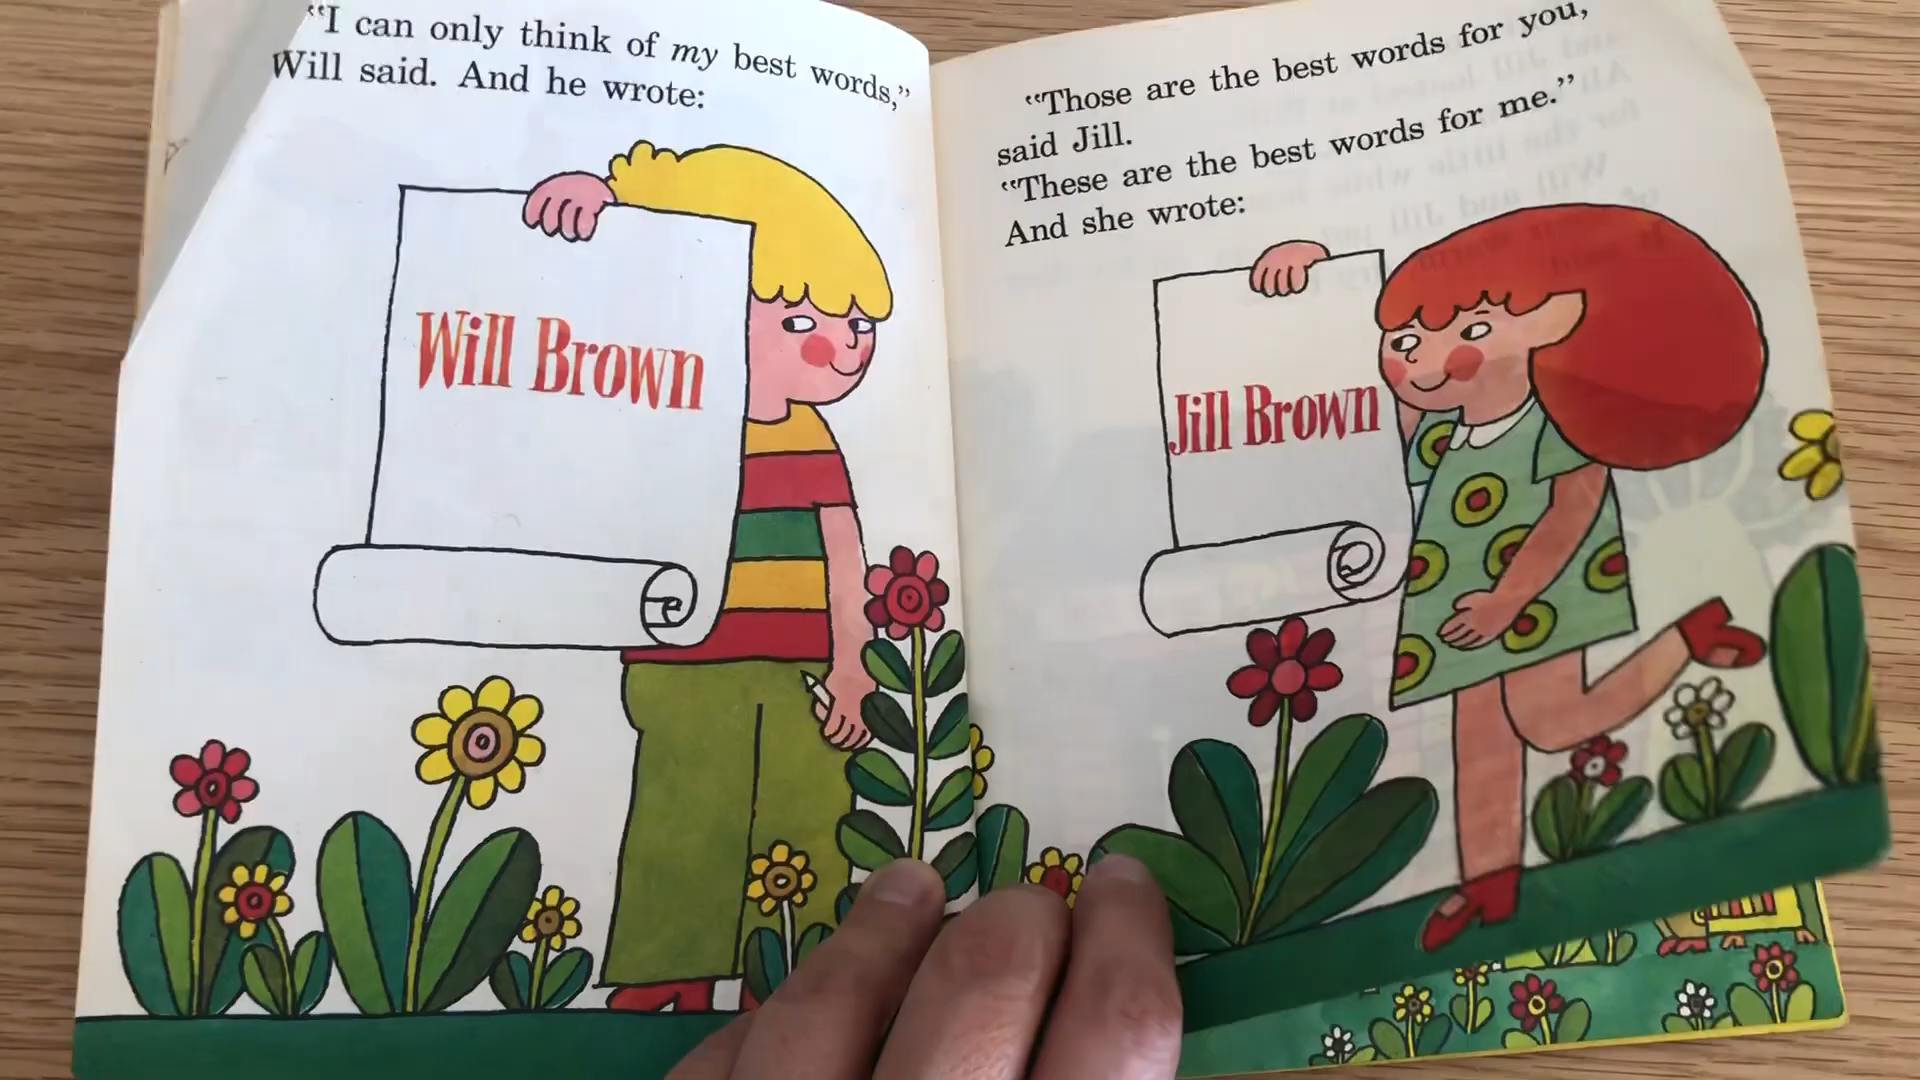 “I can only think of my best words,”
Will said. And he wrote:
Will Brown
“Those are the best words for you,
said Jill.
“These are the best words for me.”
And she wrote:
Jill Brown